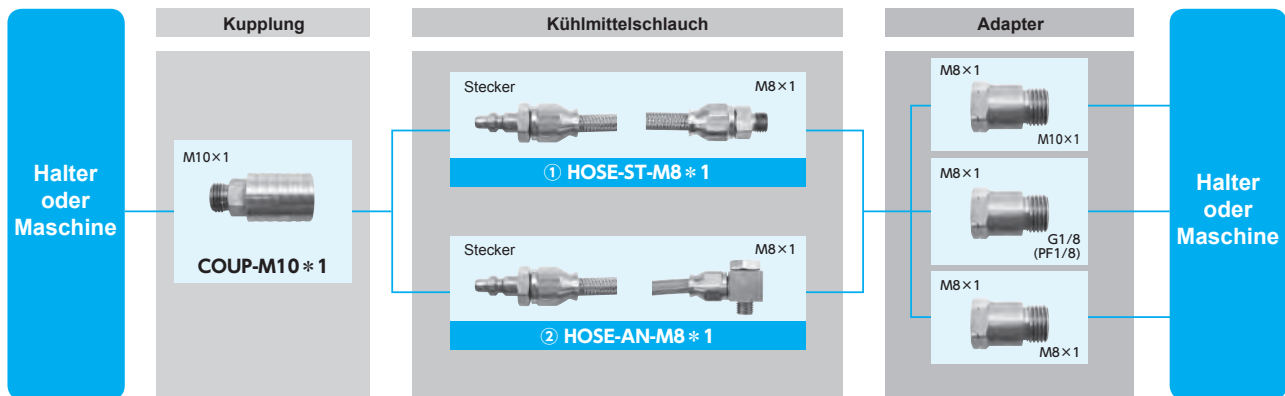 Halter
oder
Maschine
Kupplung
M10×1
COUP-M10＊1
Kühlmittelschlauch
Stecker
M8×1
① HOSE-ST-M8＊1
Stecker
M8×1
② HOSE-AN-M8＊1
Adapter
M8×1
M10×1
M8×1
G1/8
(PF1/8)
M8×1
M8×1
Halter
oder
Maschine